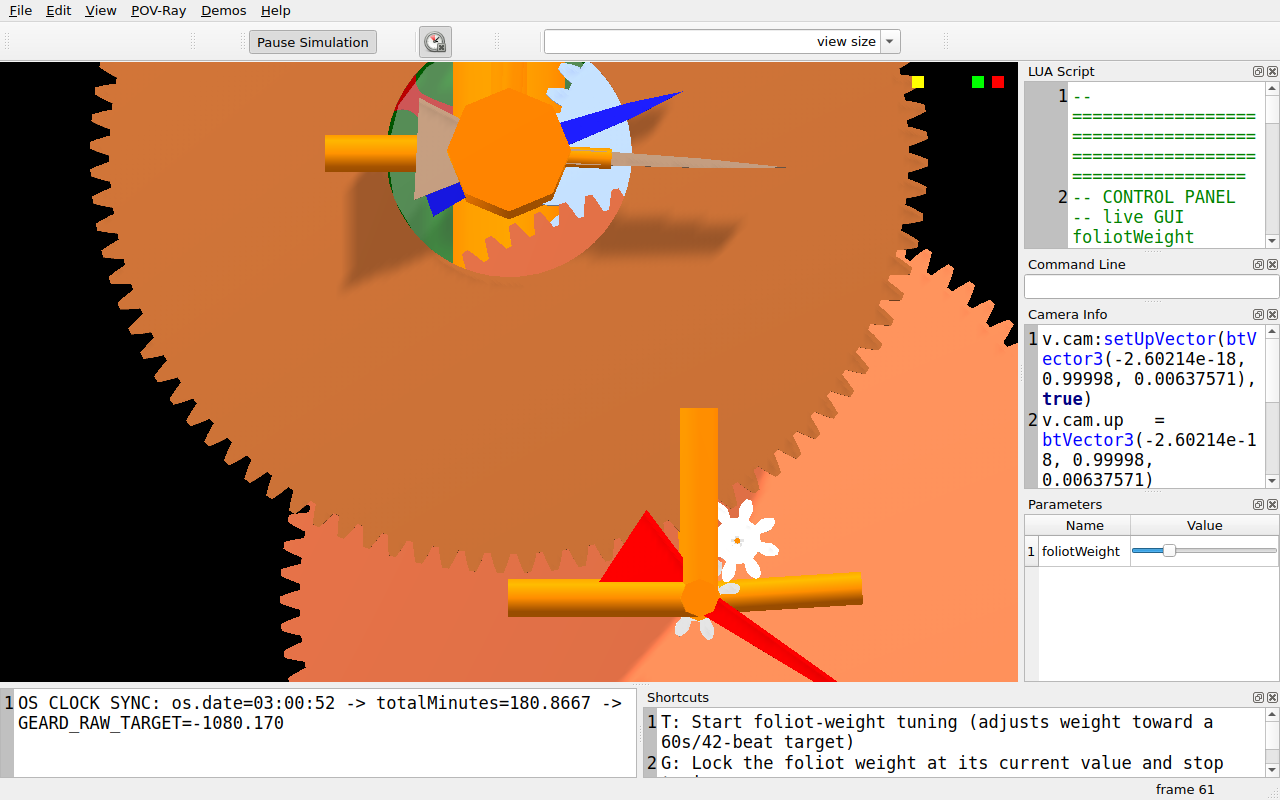 File Edit View POV-Ray Demos Help
Pause Simulation
view size
LUA Script
1 --
==================
==================
==================
=================
2 -- CONTROL PANEL
-- live GUI
foliotWeight
Command Line
Camera Info
1 v.cam:setUpVector(btV
ector3(-2.60214e-18,
0.99998, 0.00637571),
true)
2 v.cam.up   =
btVector3(-2.60214e-1
8, 0.99998,
0.00637571)
Parameters
Name Value
1 foliotWeight
1 OS CLOCK SYNC: os.date=03:00:52 -> totalMinutes=180.8667 ->
GEARD_RAW_TARGET=-1080.170
Shortcuts
1 T: Start foliot-weight tuning (adjusts weight toward a
60s/42-beat target)
2 G: Lock the foliot weight at its current value and stop
frame 61